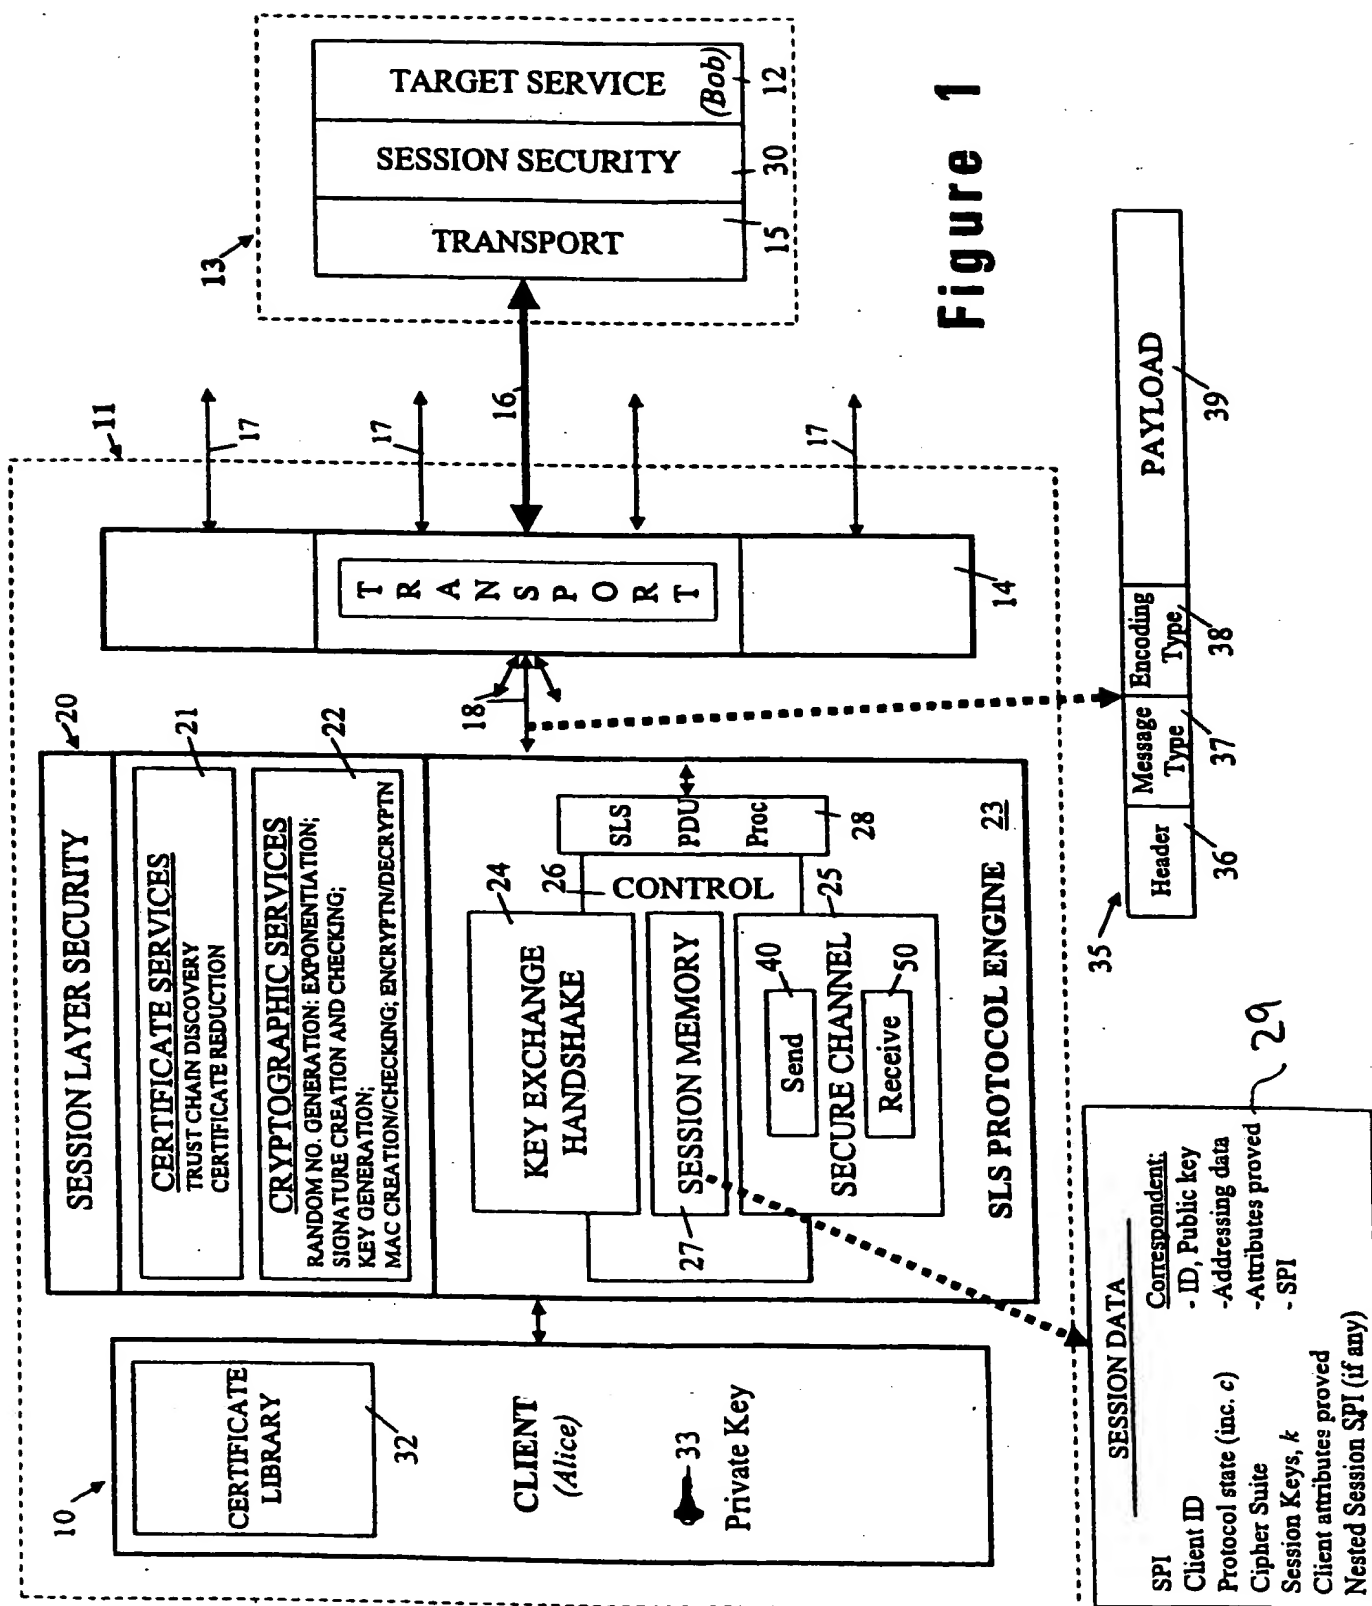 10
CERTIFICATE
LIBRARY
32
CLIENT
(Alice)
33
Private Key
20
SESSION LAYER SECURITY
21
CERTIFICATE SERVICES
TRUST CHAIN DISCOVERY
CERTIFICATE REDUCTION
22
CRYPTOGRAPHIC SERVICES
RANDOM NO. GENERATION: EXPONENTIATION;
SIGNATURE CREATION AND CHECKING;
KEY GENERATION;
MAC CREATION/CHECKING; ENCRYPTN/DECRYPTN
24
KEY EXCHANGE
HANDSHAKE
26
CONTROL
SLS
PDU
Proc
28
27
SESSION MEMORY
25
SECURE CHANNEL
40
Send
50
Receive
SLS PROTOCOL ENGINE
23
18
TRANSPORT
14
11
17
17
16
17
13
TRANSPORT
15
SESSION SECURITY
30
TARGET SERVICE
(Bob)
12
Figure 1
35
Header
36
Message
Type
37
Encoding
Type
38
PAYLOAD
39
SESSION DATA
SPI
Client ID
Protocol state (inc. c)
Cipher Suite
Session Keys, k
Client attributes proved
Nested Session SPI (if any)
Correspondent:
- ID, Public key
-Addressing data
-Attributes proved
- SPI
29